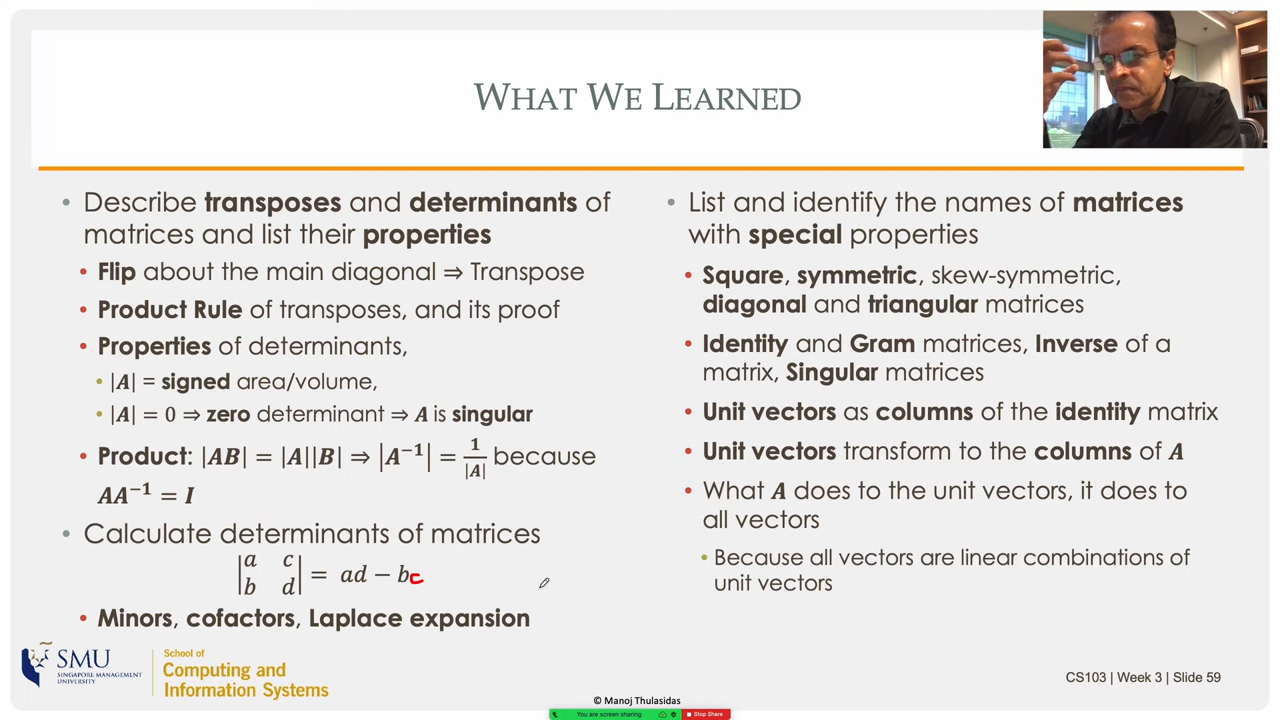 WHAT WE LEARNED
• Describe transposes and determinants of
matrices and list their properties
• Flip about the main diagonal ⇒ Transpose
• Product Rule of transposes, and its proof
• Properties of determinants,
• |A| = signed area/volume,
• |A| = 0 ⇒ zero determinant ⇒ A is singular
• Product: |AB| = |A||B| ⇒ |A⁻¹| = 1/|A| because
AA⁻¹ = I
• Calculate determinants of matrices
|a c|
|b d| = ad − bc
• Minors, cofactors, Laplace expansion
• List and identify the names of matrices
with special properties
• Square, symmetric, skew-symmetric,
diagonal and triangular matrices
• Identity and Gram matrices, Inverse of a
matrix, Singular matrices
• Unit vectors as columns of the identity matrix
• Unit vectors transform to the columns of A
• What A does to the unit vectors, it does to
all vectors
• Because all vectors are linear combinations of
unit vectors
SMU
SINGAPORE MANAGEMENT
UNIVERSITY
School of
Computing and
Information Systems
CS103 | Week 3 | Slide 59
© Manoj Thulasidas
You are screen sharing
Stop Share